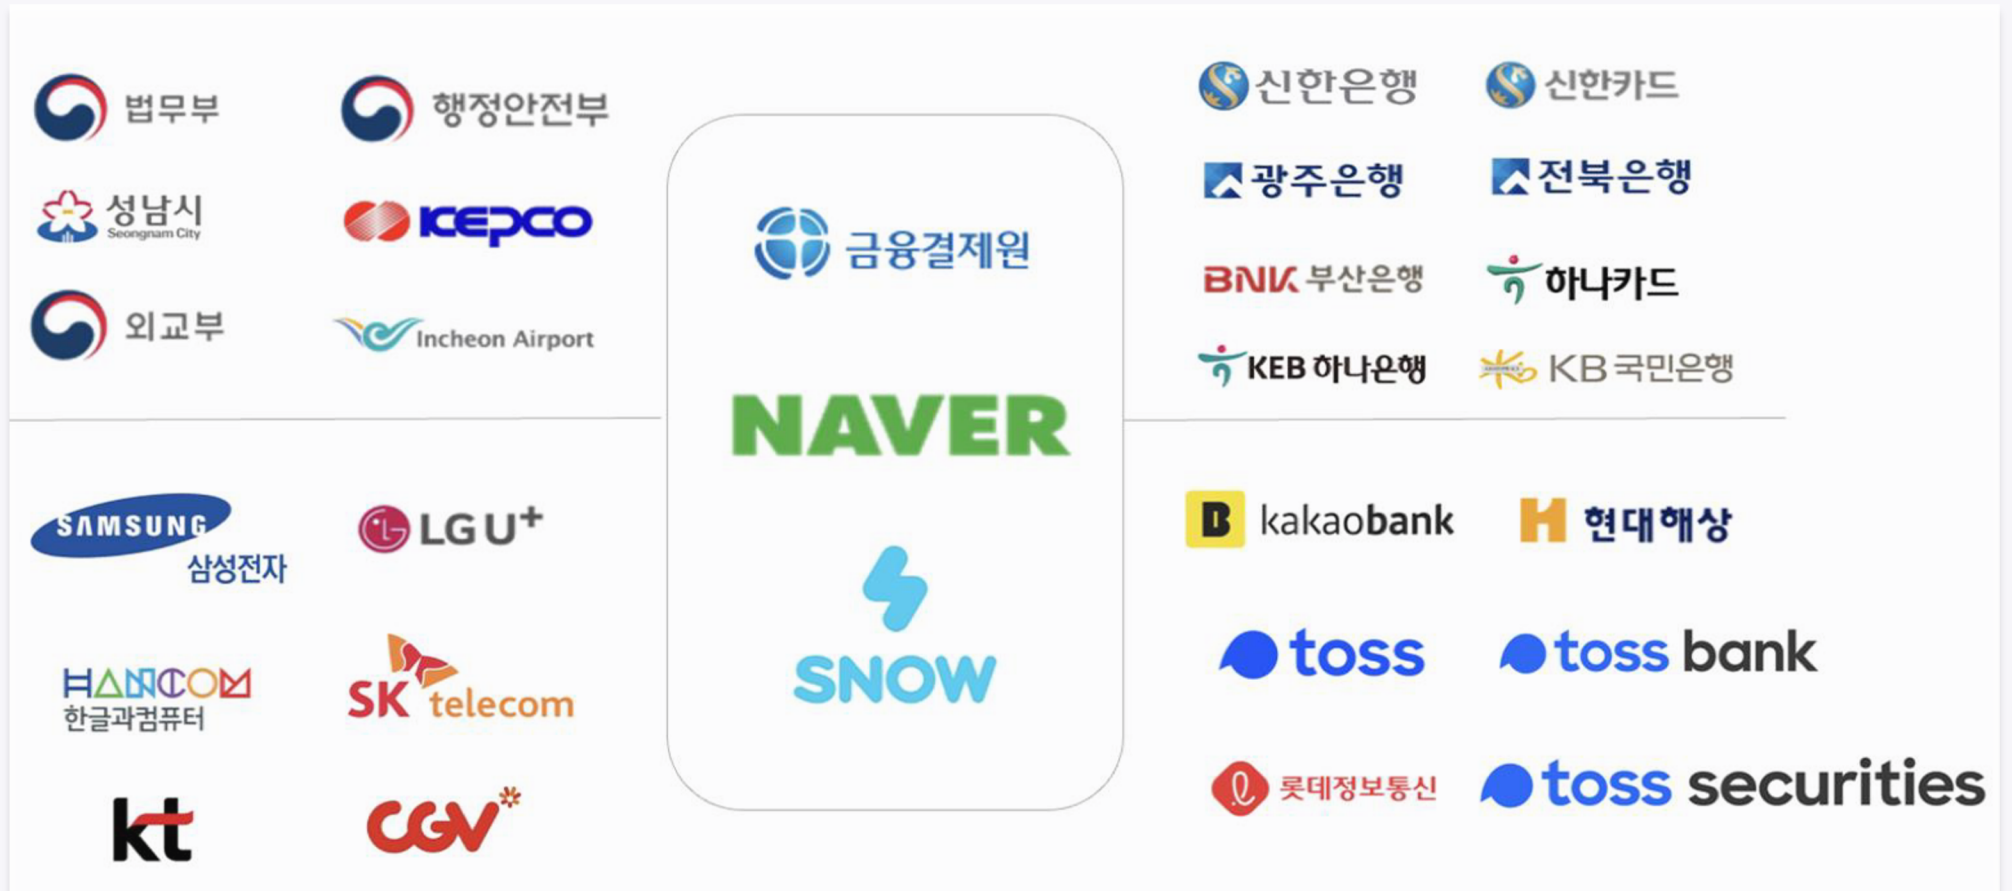 법무부
행정안전부
성남시
Seongnam City
KEPCO
외교부
Incheon Airport
SAMSUNG
삼성전자
LG U+
HANCOM
한글과컴퓨터
SK telecom
kt
CGV
금융결제원
NAVER
SNOW
신한은행
신한카드
광주은행
전북은행
BNK 부산은행
하나카드
KEB 하나은행
KB 국민은행
B kakaobank
H 현대해상
toss
toss bank
롯데정보통신
toss securities